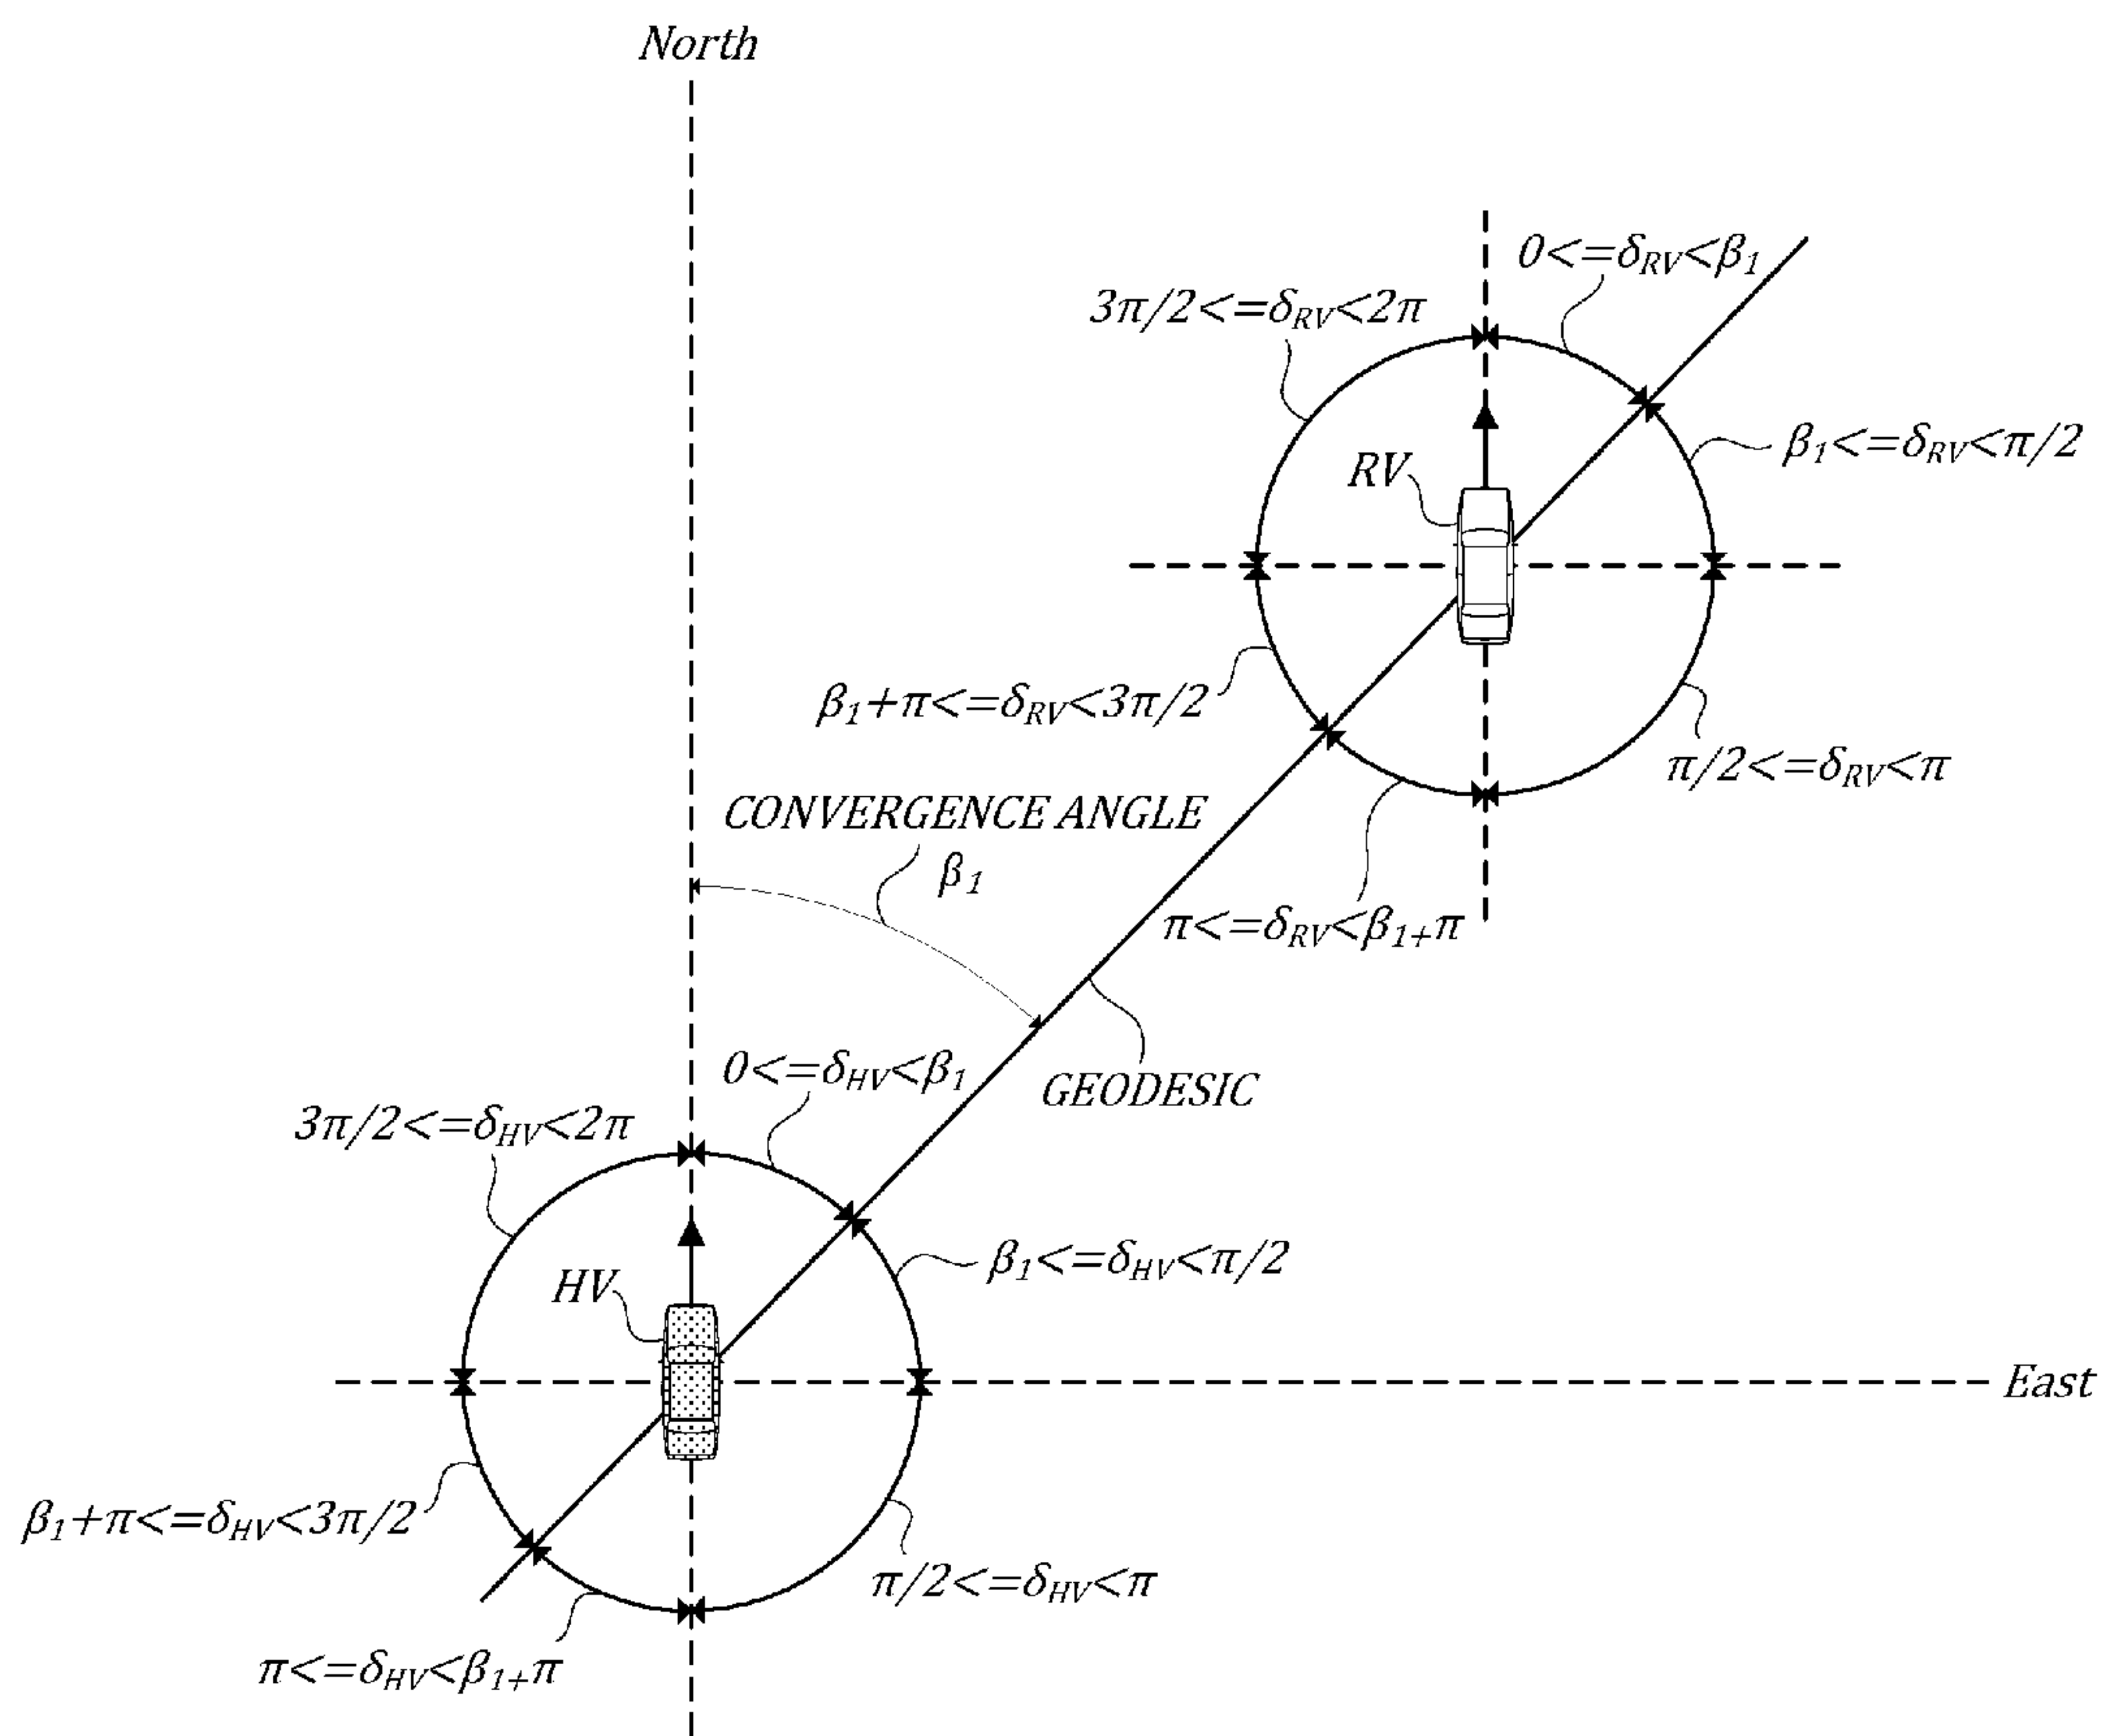 North
0<=δRV<β1
3π/2<=δRV<2π
β1<=δRV<π/2
RV
β1+π<=δRV<3π/2
π/2<=δRV<π
CONVERGENCE ANGLE
β1
π<=δRV<β1+π
0<=δHV<β1
GEODESIC
3π/2<=δHV<2π
β1<=δHV<π/2
HV
East
β1+π<=δHV<3π/2
π/2<=δHV<π
π<=δHV<β1+π